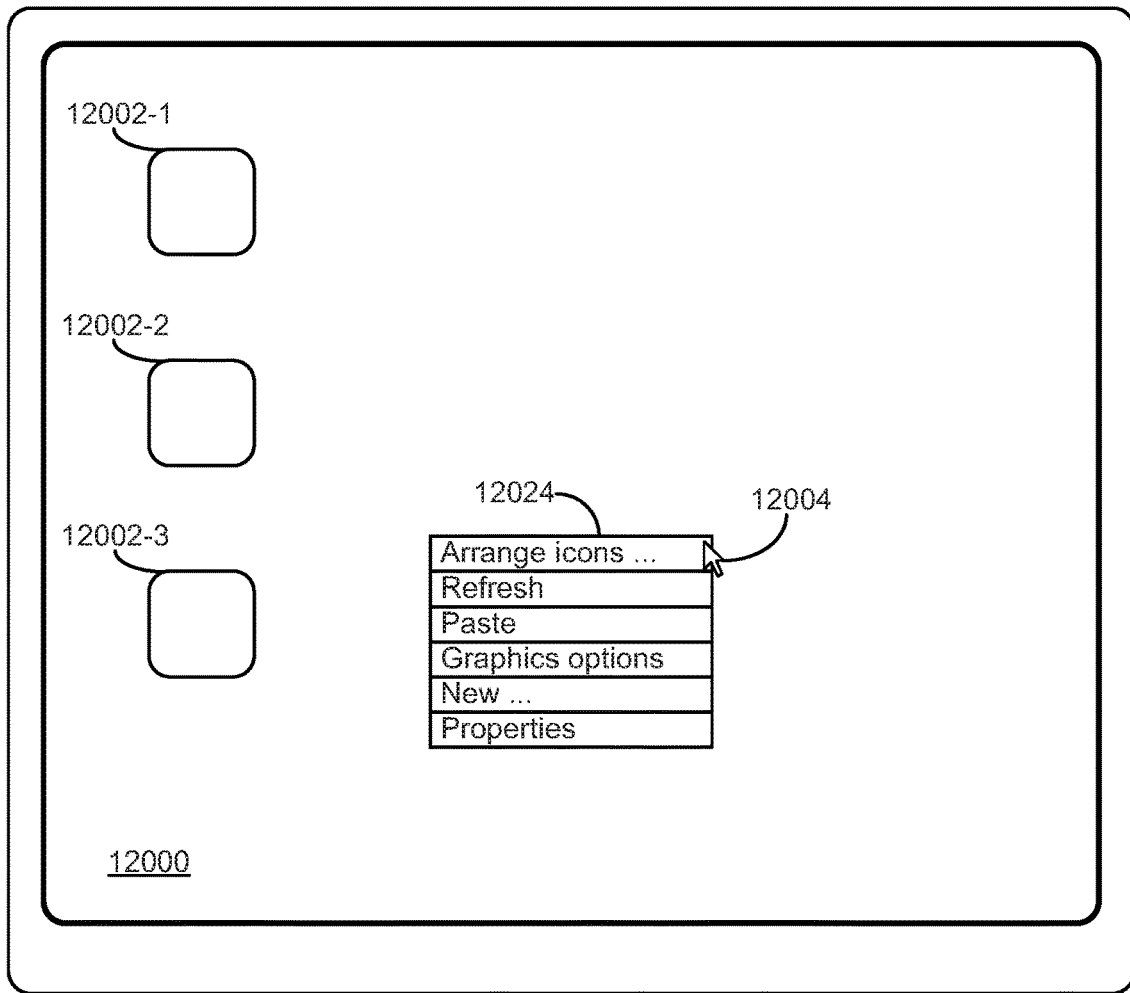 12002-1
12002-2
12024
12004
12002-3
Arrange icons ...
Refresh
Paste
Graphics options
New ...
Properties
12000